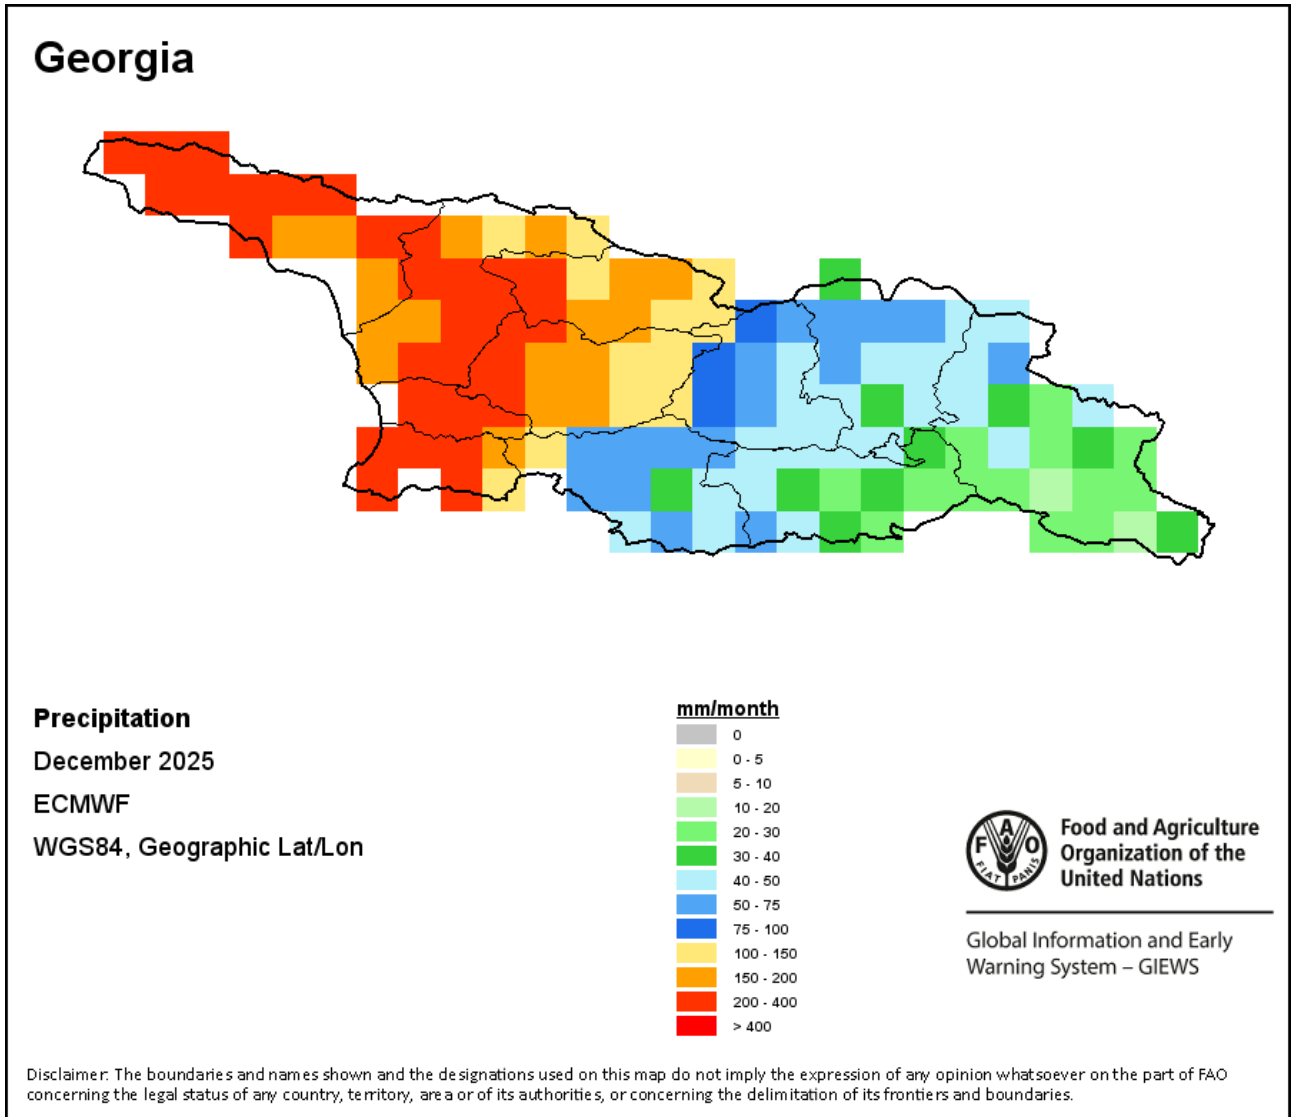 Georgia
Precipitation
December 2025
ECMWF
WGS84, Geographic Lat/Lon
mm/month
0
0 - 5
5 - 10
10 - 20
20 - 30
30 - 40
40 - 50
50 - 75
75 - 100
100 - 150
150 - 200
200 - 400
> 400
F A O
FIAT PANIS
Food and Agriculture
Organization of the
United Nations
Global Information and Early
Warning System – GIEWS
Disclaimer: The boundaries and names shown and the designations used on this map do not imply the expression of any opinion whatsoever on the part of FAO
concerning the legal status of any country, territory, area or of its authorities, or concerning the delimitation of its frontiers and boundaries.